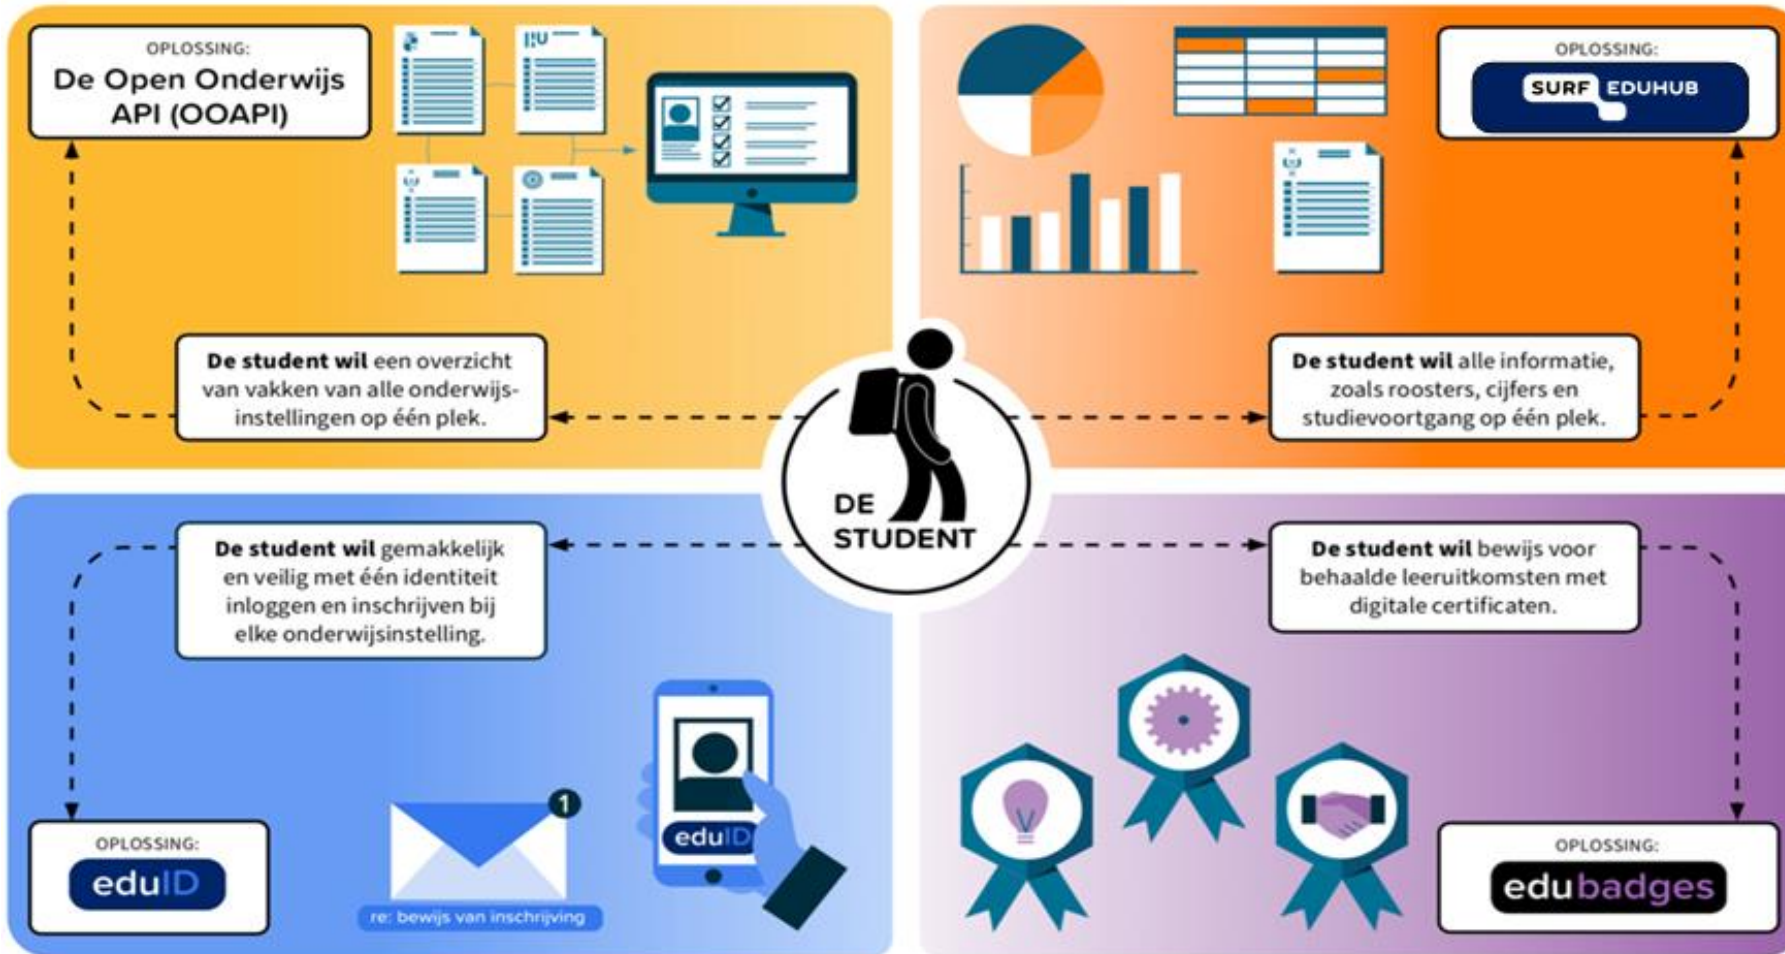 OPLOSSING:
De Open Onderwijs
API (OOAPI)
De student wil een overzicht
van vakken van alle onderwijs-
instellingen op één plek.
OPLOSSING:
SURF EDUHUB
De student wil alle informatie,
zoals roosters, cijfers en
studievoortgang op één plek.
DE
STUDENT
De student wil gemakkelijk
en veilig met één identiteit
inloggen en inschrijven bij
elke onderwijsinstelling.
OPLOSSING:
eduID
1
re: bewijs van inschrijving
eduID
De student wil bewijs voor
behaalde leeruitkomsten met
digitale certificaten.
OPLOSSING:
edubadges